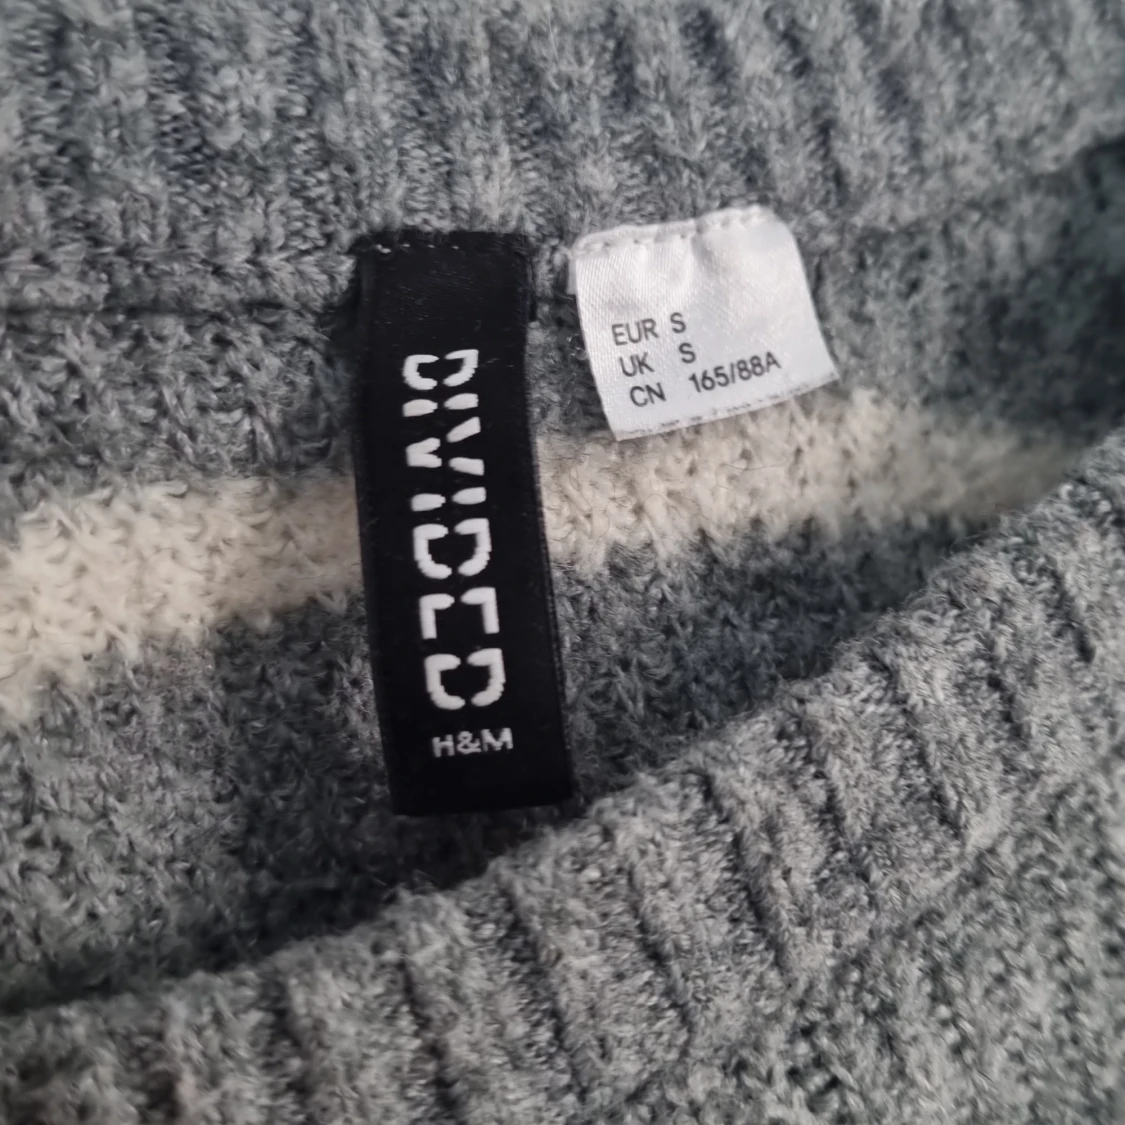 DIVIDED
H&M
EUR S
UK S
CN 165/88A